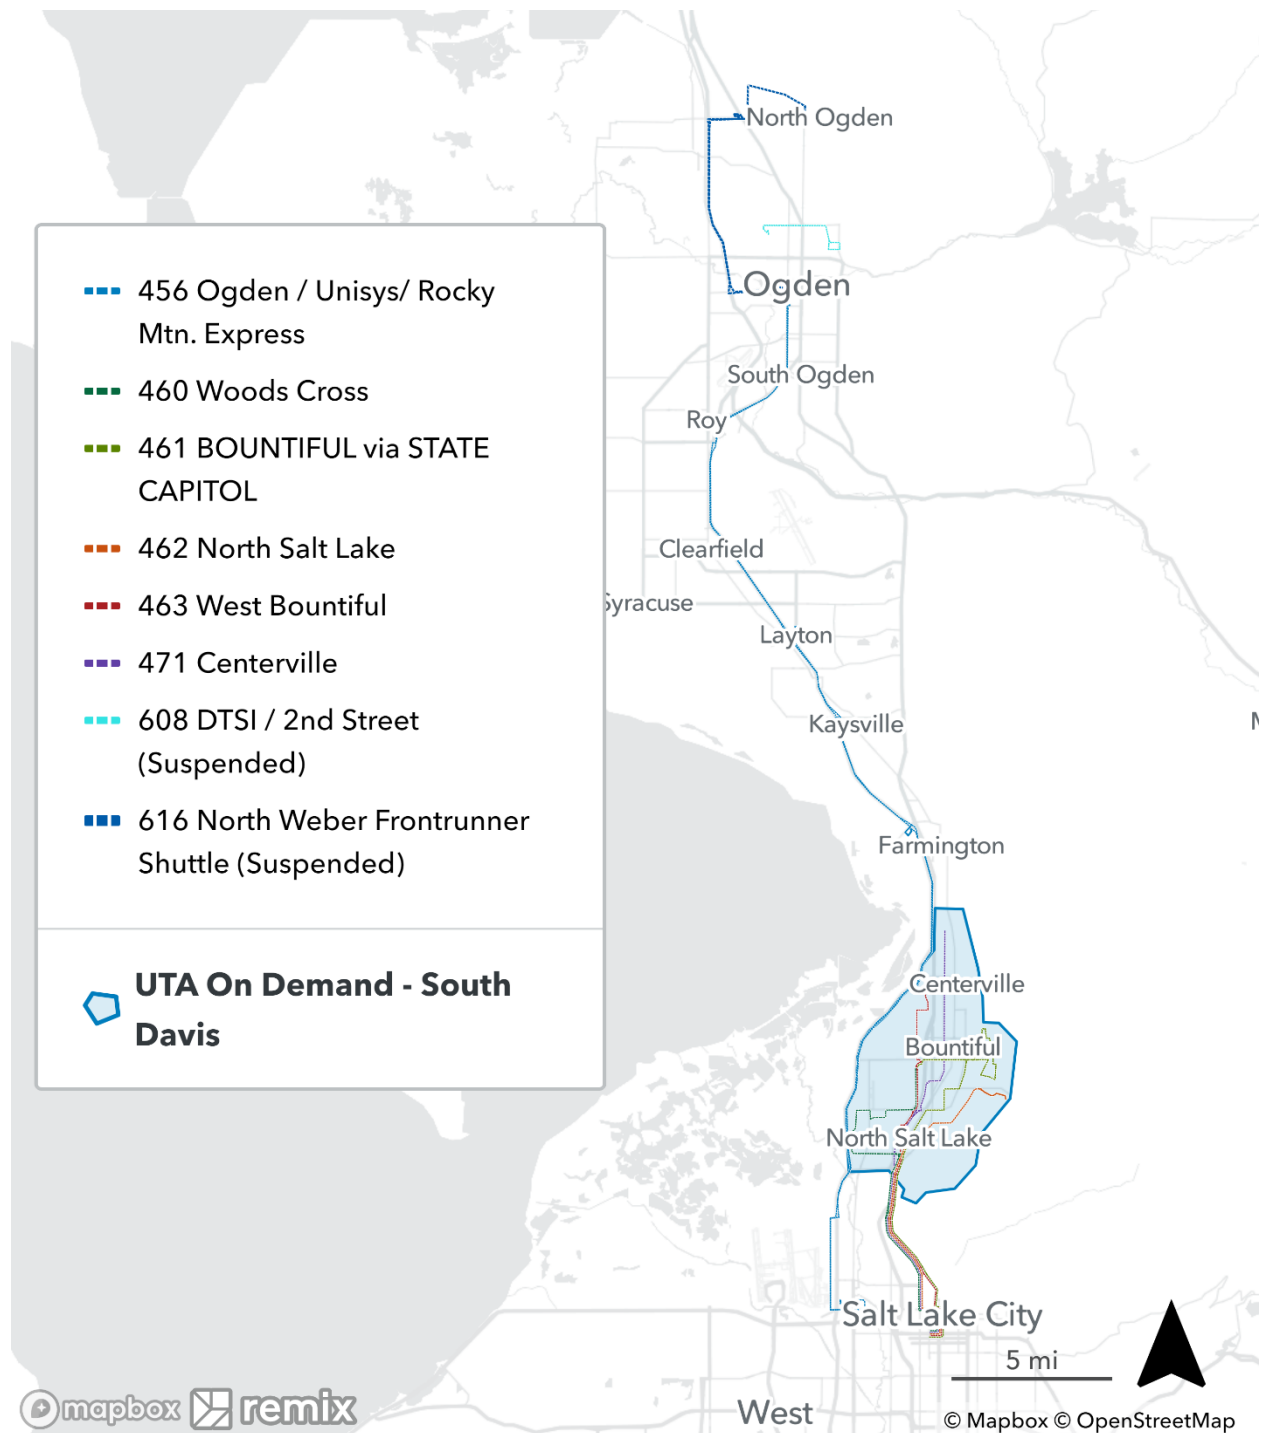 North Ogden
Ogden
South Ogden
Roy
Clearfield
Syracuse
Layton
Kaysville
Farmington
Centerville
Bountiful
North Salt Lake
Salt Lake City
West
456 Ogden / Unisys/ Rocky
Mtn. Express
460 Woods Cross
461 BOUNTIFUL via STATE
CAPITOL
462 North Salt Lake
463 West Bountiful
471 Centerville
608 DTSI / 2nd Street
(Suspended)
616 North Weber Frontrunner
Shuttle (Suspended)
UTA On Demand - South
Davis
5 mi
mapbox remix
© Mapbox © OpenStreetMap